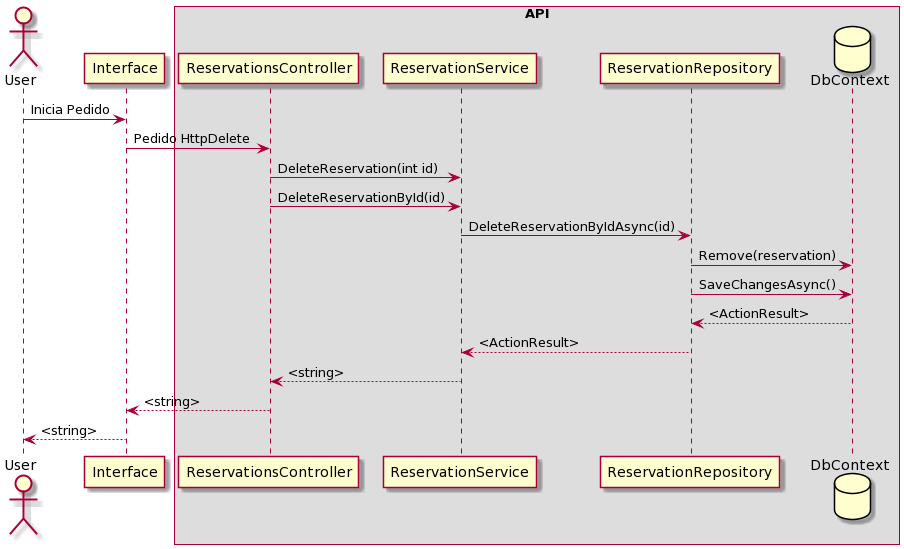 API
User
Interface
ReservationsController
ReservationService
ReservationRepository
DbContext
Inicia Pedido
Pedido HttpDelete
DeleteReservation(int id)
DeleteReservationById(id)
DeleteReservationByIdAsync(id)
Remove(reservation)
SaveChangesAsync()
<ActionResult>
<ActionResult>
<string>
<string>
<string>
User
Interface
ReservationsController
ReservationService
ReservationRepository
DbContext